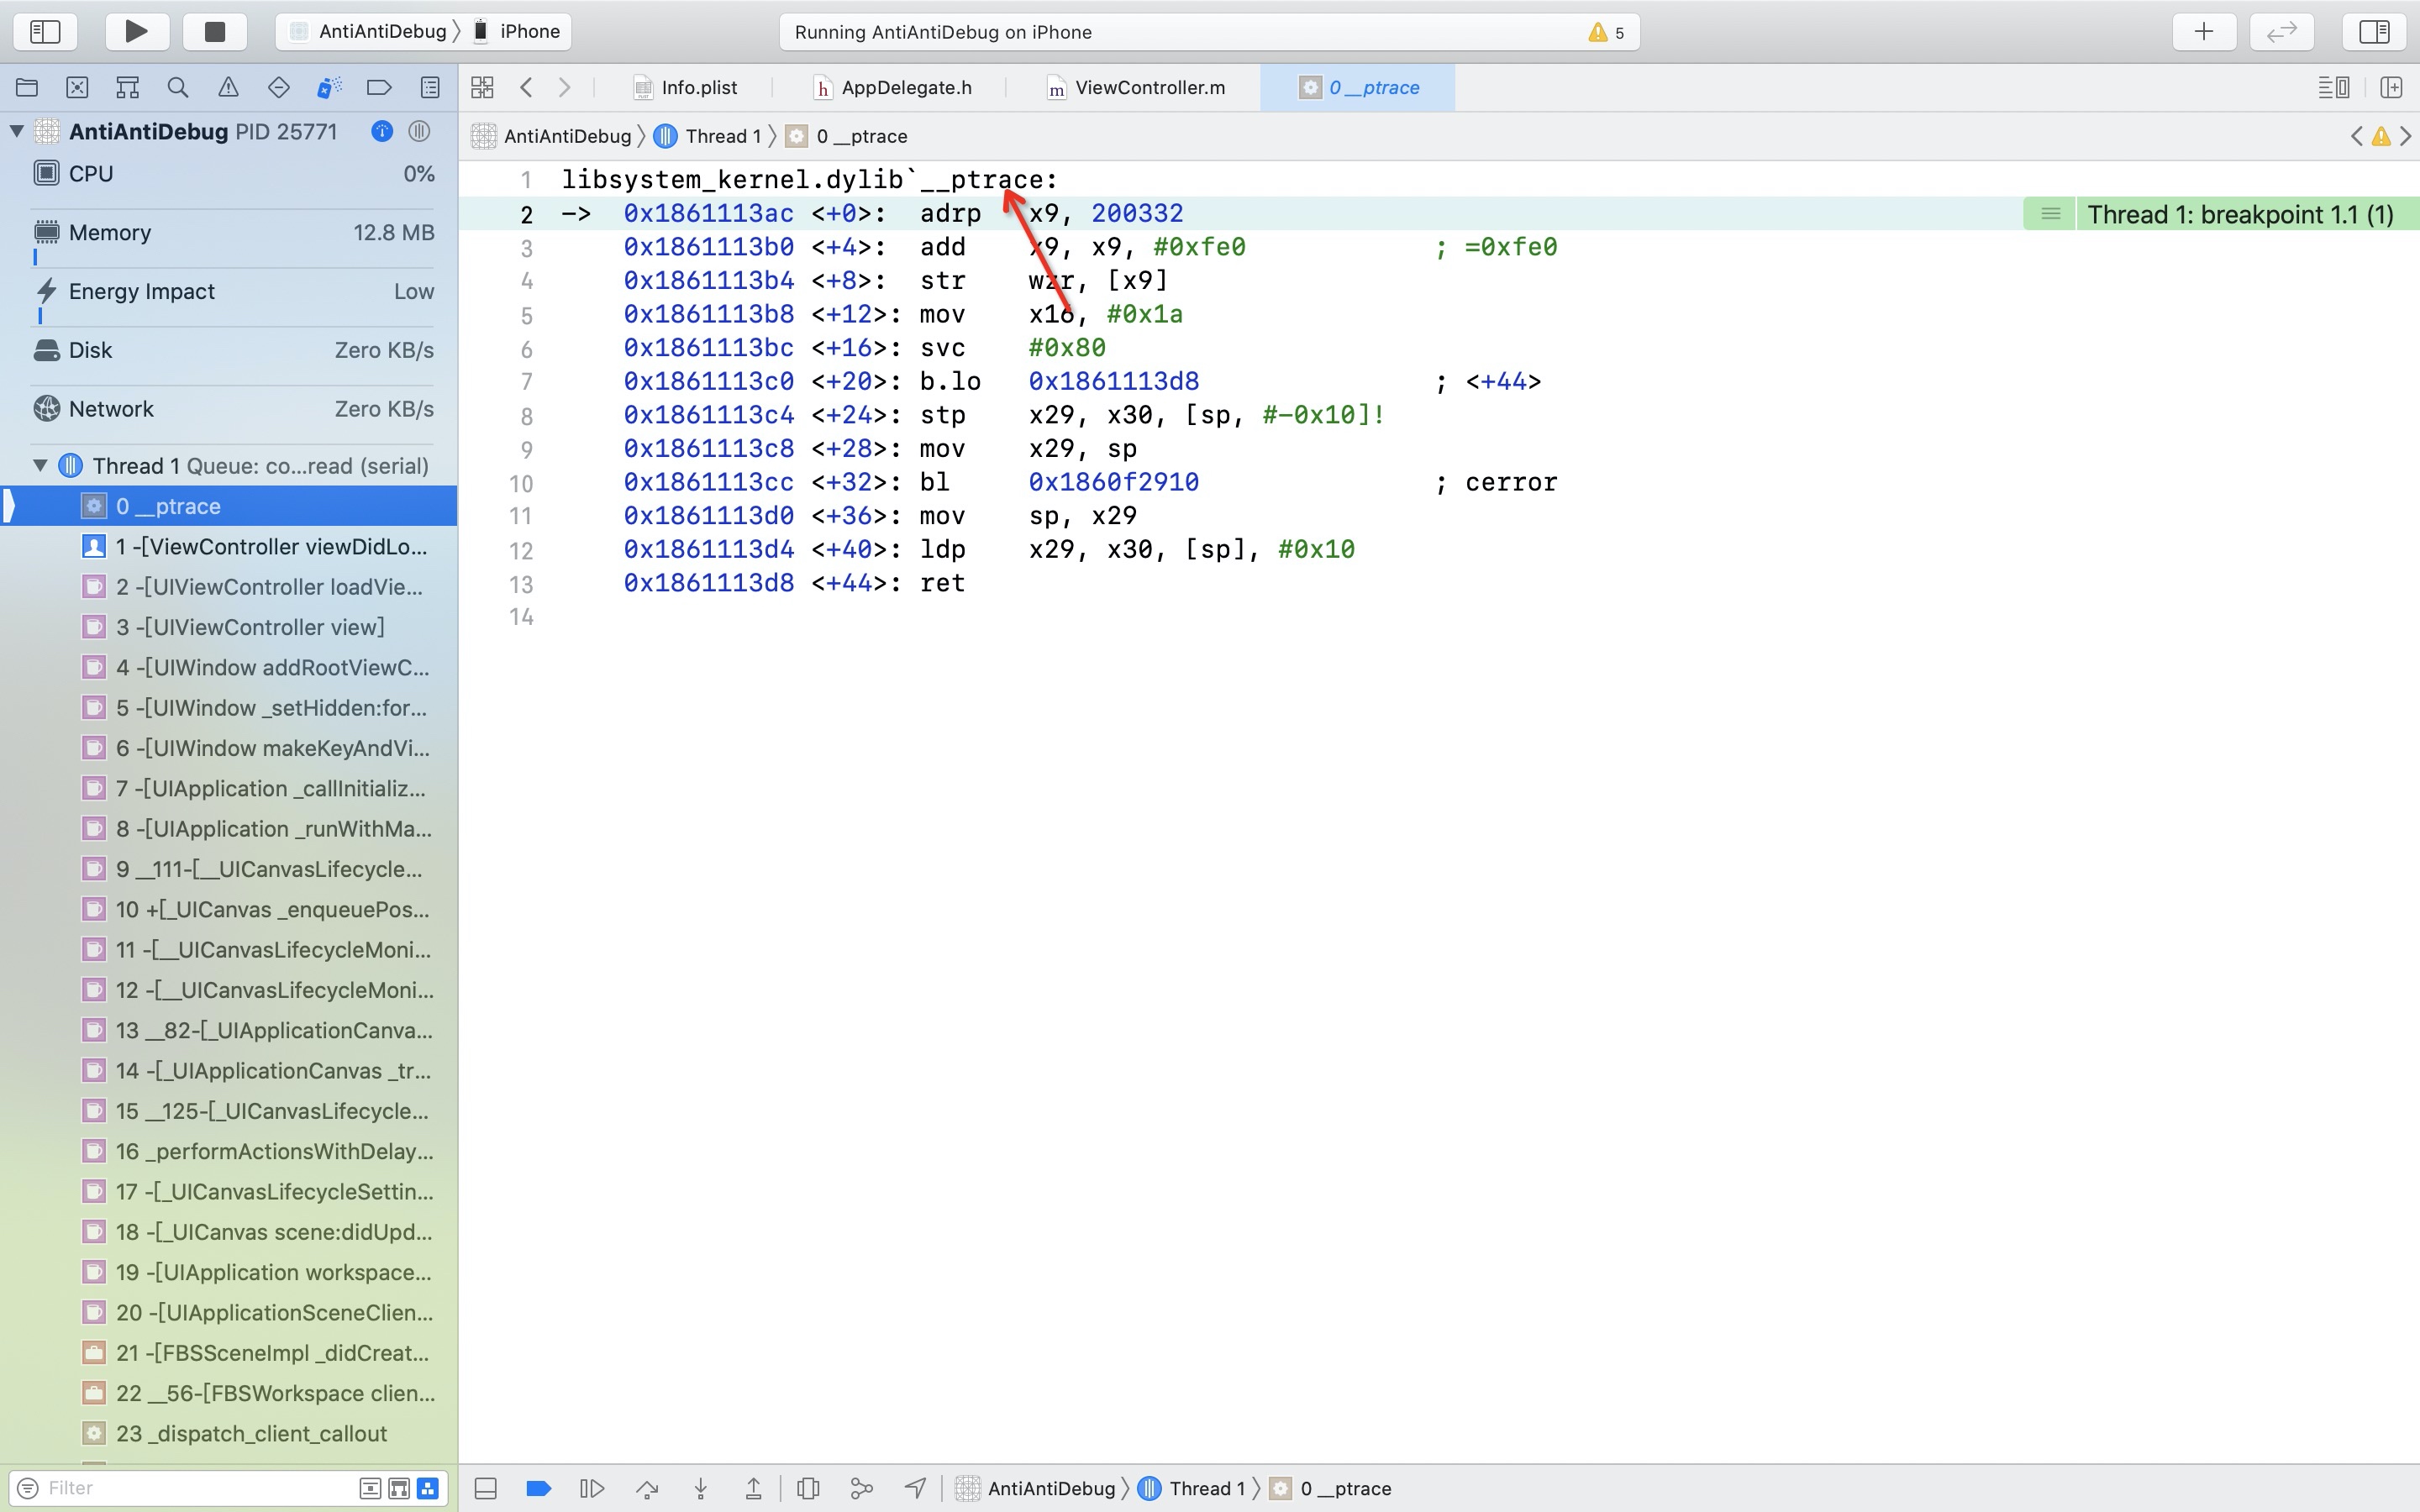 AntiAntiDebug 〉 iPhone
Running AntiAntiDebug on iPhone
5
Info.plist
AppDelegate.h
ViewController.m
0 __ptrace
AntiAntiDebug PID 25771
CPU 0%
Memory 12.8 MB
Energy Impact Low
Disk Zero KB/s
Network Zero KB/s
Thread 1 Queue: co...read (serial)
0 __ptrace
1 -[ViewController viewDidLo...
2 -[UIViewController loadVie...
3 -[UIViewController view]
4 -[UIWindow addRootViewC...
5 -[UIWindow _setHidden:for...
6 -[UIWindow makeKeyAndVi...
7 -[UIApplication _callInitializ...
8 -[UIApplication _runWithMa...
9 __111-[__UICanvasLifecycle...
10 +[_UICanvas _enqueuePos...
11 -[__UICanvasLifecycleMoni...
12 -[__UICanvasLifecycleMoni...
13 __82-[_UIApplicationCanva...
14 -[_UIApplicationCanvas _tr...
15 __125-[_UICanvasLifecycle...
16 _performActionsWithDelay...
17 -[_UICanvasLifecycleSettin...
18 -[_UICanvas scene:didUpd...
19 -[UIApplication workspace...
20 -[UIApplicationSceneClien...
21 -[FBSSceneImpl _didCreat...
22 __56-[FBSWorkspace clien...
23 _dispatch_client_callout
Filter
AntiAntiDebug 〉 Thread 1 〉 0 __ptrace
1 libsystem_kernel.dylib`__ptrace:
2 -> 0x1861113ac <+0>: adrp x9, 200332
Thread 1: breakpoint 1.1 (1)
3 0x1861113b0 <+4>: add x9, x9, #0xfe0 ; =0xfe0
4 0x1861113b4 <+8>: str wzr, [x9]
5 0x1861113b8 <+12>: mov x16, #0x1a
6 0x1861113bc <+16>: svc #0x80
7 0x1861113c0 <+20>: b.lo 0x1861113d8 ; <+44>
8 0x1861113c4 <+24>: stp x29, x30, [sp, #-0x10]!
9 0x1861113c8 <+28>: mov x29, sp
10 0x1861113cc <+32>: bl 0x1860f2910 ; cerror
11 0x1861113d0 <+36>: mov sp, x29
12 0x1861113d4 <+40>: ldp x29, x30, [sp], #0x10
13 0x1861113d8 <+44>: ret
14
AntiAntiDebug 〉 Thread 1 〉 0 __ptrace